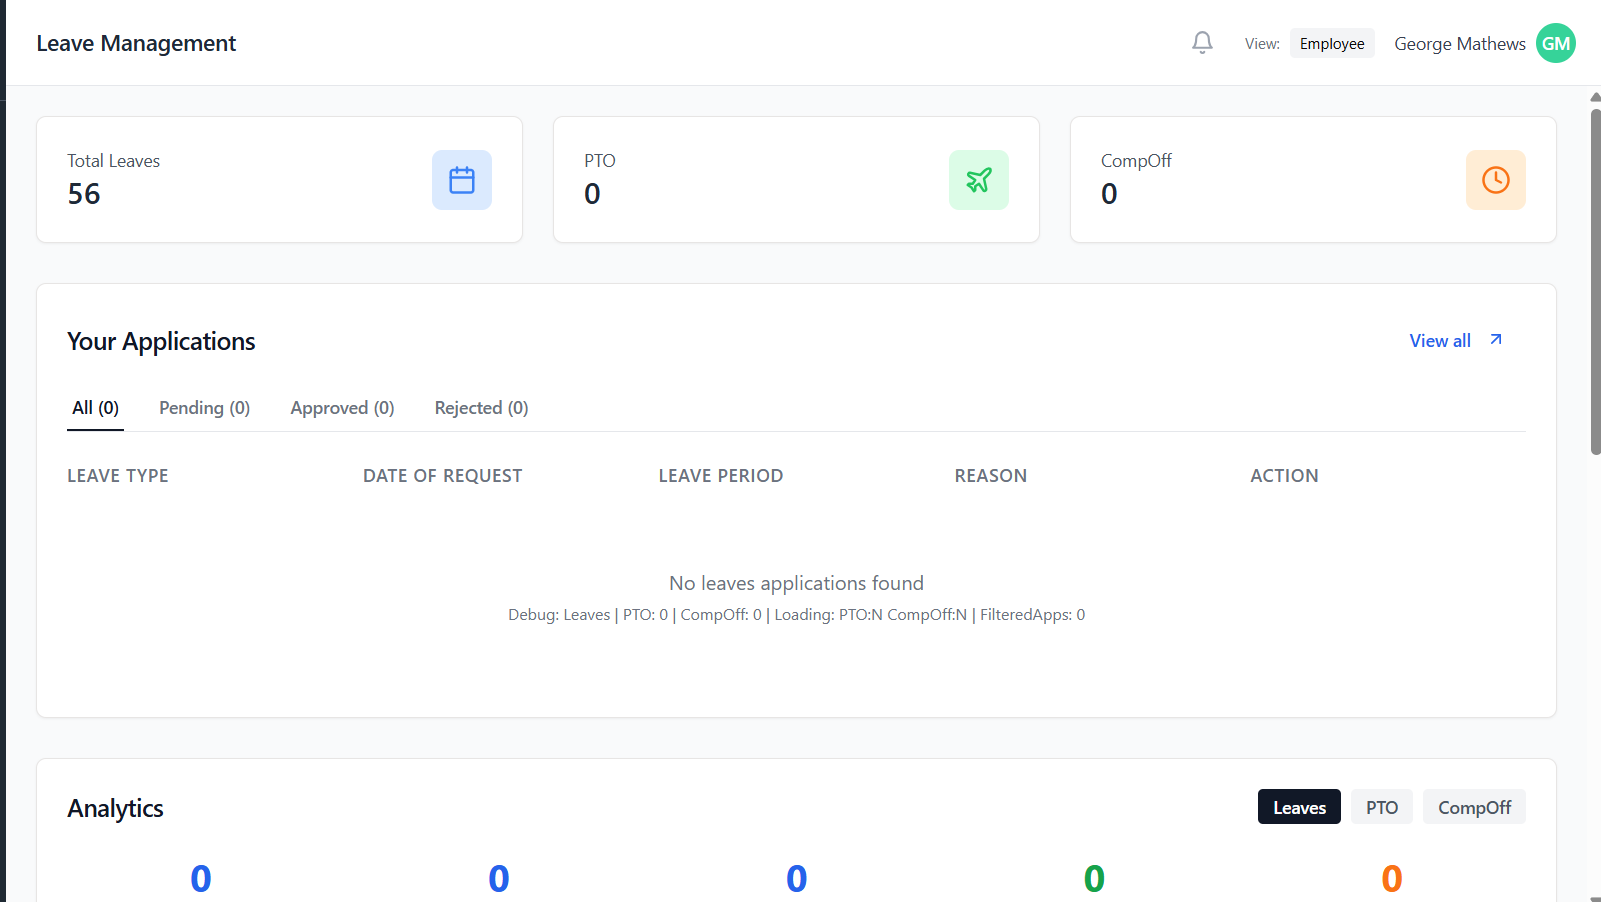 Leave Management
View: Employee George Mathews GM
Total Leaves
56
PTO
0
CompOff
0
Your Applications
View all
All (0) Pending (0) Approved (0) Rejected (0)
LEAVE TYPE DATE OF REQUEST LEAVE PERIOD REASON ACTION
No leaves applications found
Debug: Leaves | PTO: 0 | CompOff: 0 | Loading: PTO:N CompOff:N | FilteredApps: 0
Analytics
Leaves PTO CompOff
0 0 0 0 0